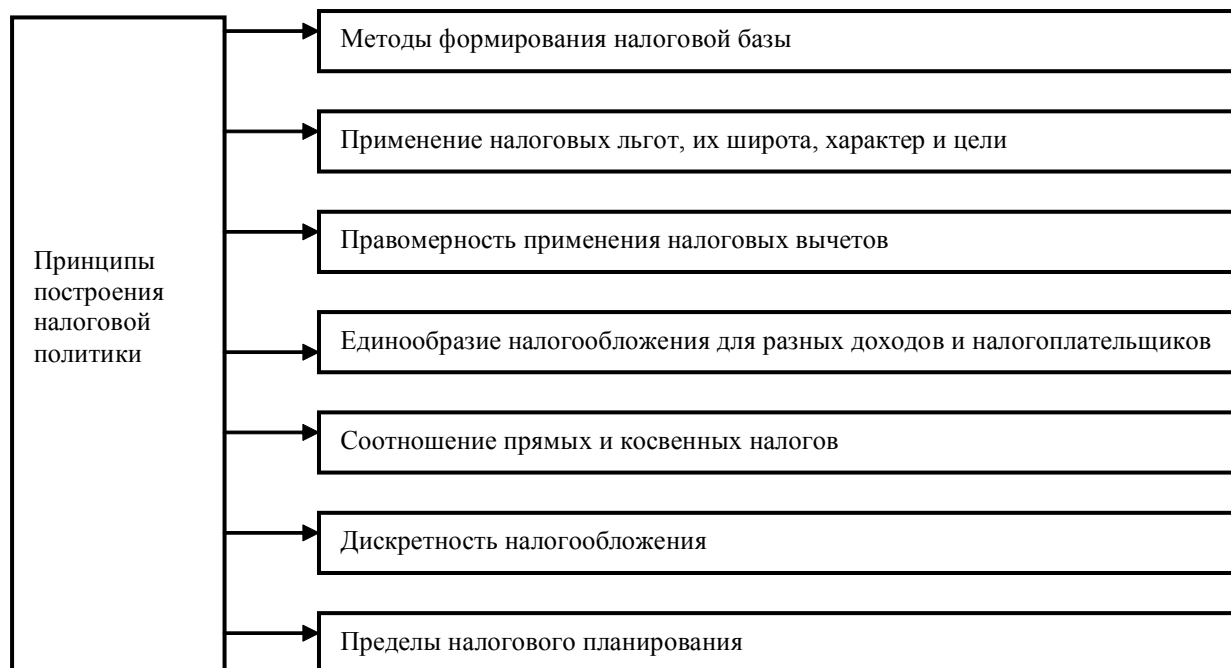 Принципы
построения
налоговой
политики
Методы формирования налоговой базы
Применение налоговых льгот, их широта, характер и цели
Правомерность применения налоговых вычетов
Единообразие налогообложения для разных доходов и налогоплательщиков
Соотношение прямых и косвенных налогов
Дискретность налогообложения
Пределы налогового планирования